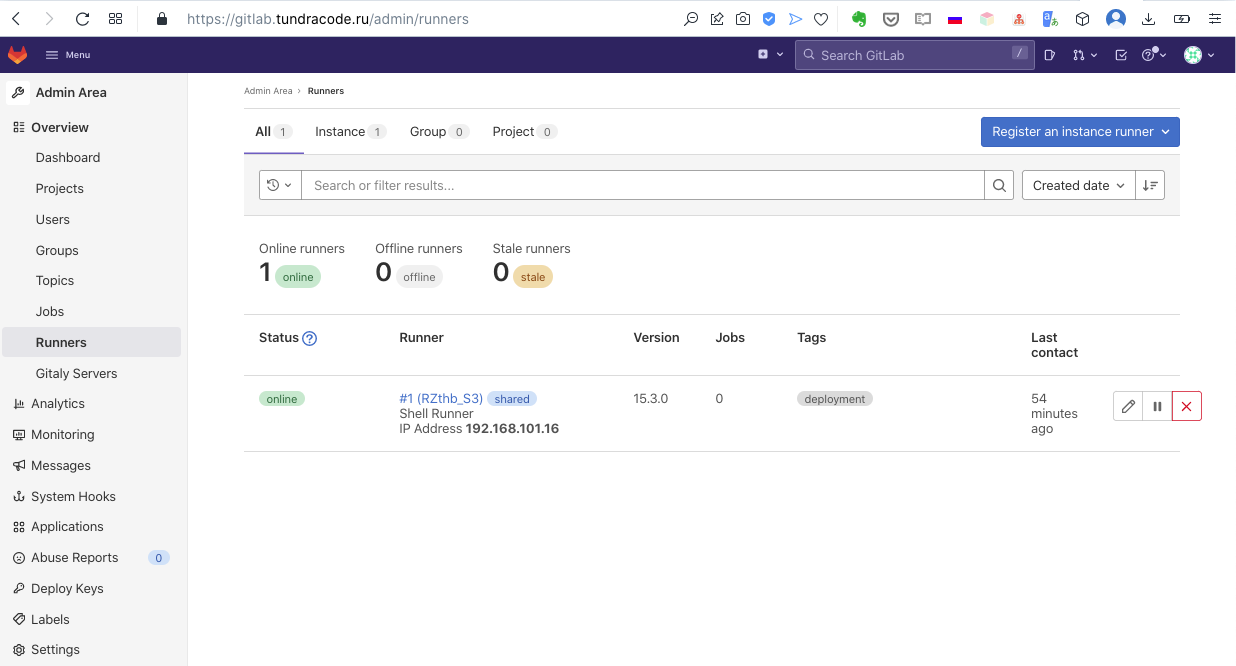 https://gitlab.tundracode.ru/admin/runners
Menu
Search GitLab
/
Admin Area
Overview
Dashboard
Projects
Users
Groups
Topics
Jobs
Runners
Gitaly Servers
Analytics
Monitoring
Messages
System Hooks
Applications
Abuse Reports 0
Deploy Keys
Labels
Settings
Admin Area › Runners
All 1 Instance 1 Group 0 Project 0
Register an instance runner
Search or filter results...
Created date
Online runners Offline runners Stale runners
1 online 0 offline 0 stale
Status Runner Version Jobs Tags Last
contact
online #1 (RZthb_S3) shared 15.3.0 0 deployment 54
Shell Runner minutes
IP Address 192.168.101.16 ago